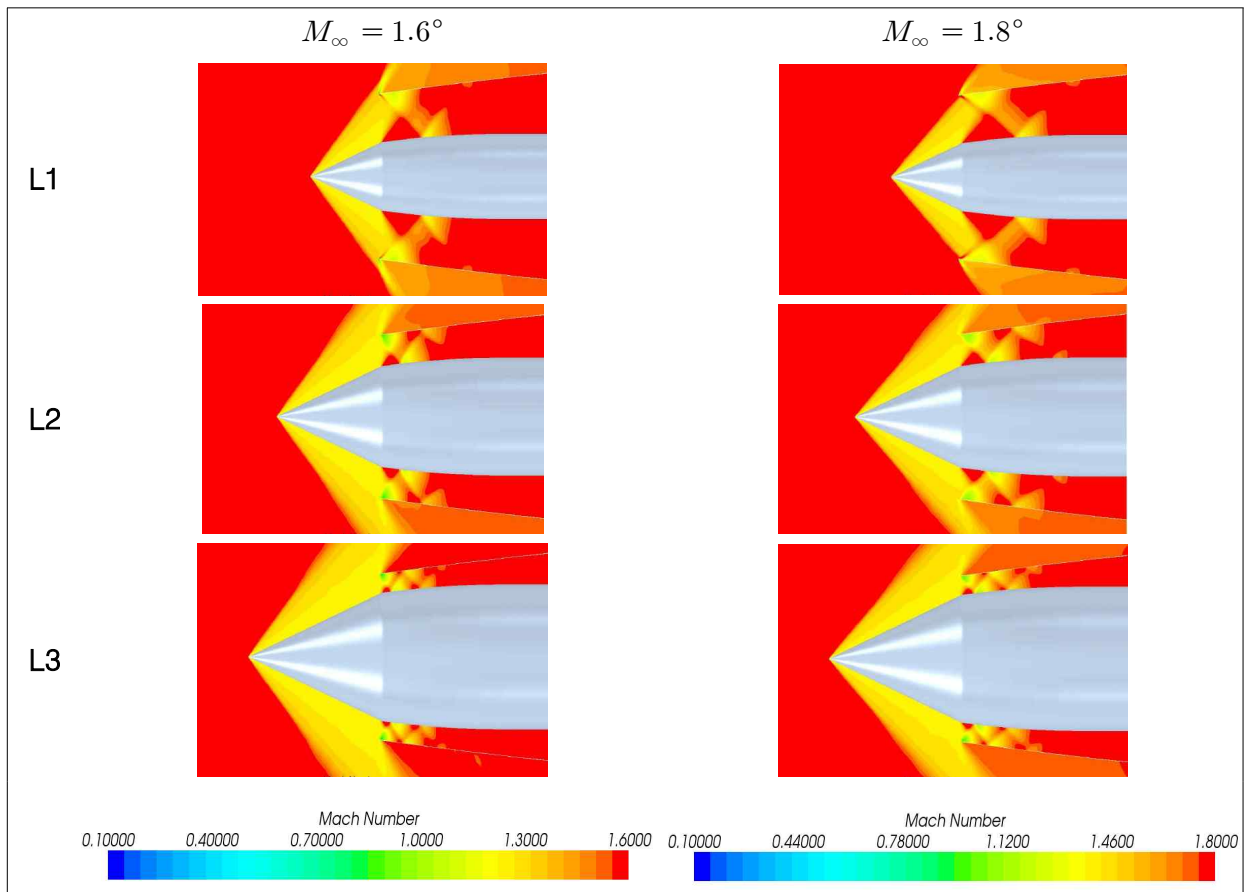 M∞ = 1.6° M∞ = 1.8°
L1
L2
L3
Mach Number Mach Number
0.10000 0.40000 0.70000 1.0000 1.3000 1.6000 0.10000 0.44000 0.78000 1.1200 1.4600 1.8000